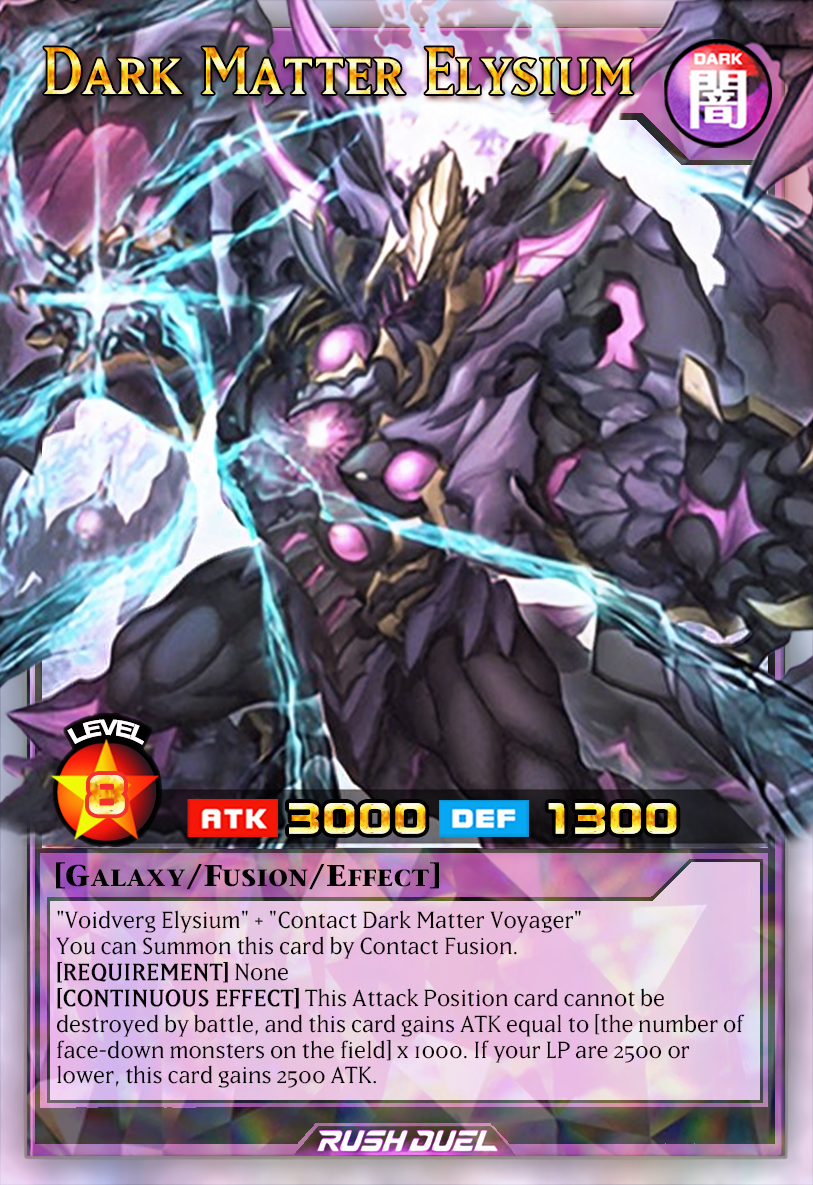 Dark Matter Elysium
DARK
闇
LEVEL
8
ATK 3000 DEF 1300
[Galaxy/Fusion/Effect]
"Voidverg Elysium" + "Contact Dark Matter Voyager"
You can Summon this card by Contact Fusion.
[REQUIREMENT] None
[CONTINUOUS EFFECT] This Attack Position card cannot be
destroyed by battle, and this card gains ATK equal to [the number of
face-down monsters on the field] x 1000. If your LP are 2500 or
lower, this card gains 2500 ATK.
RUSH DUEL